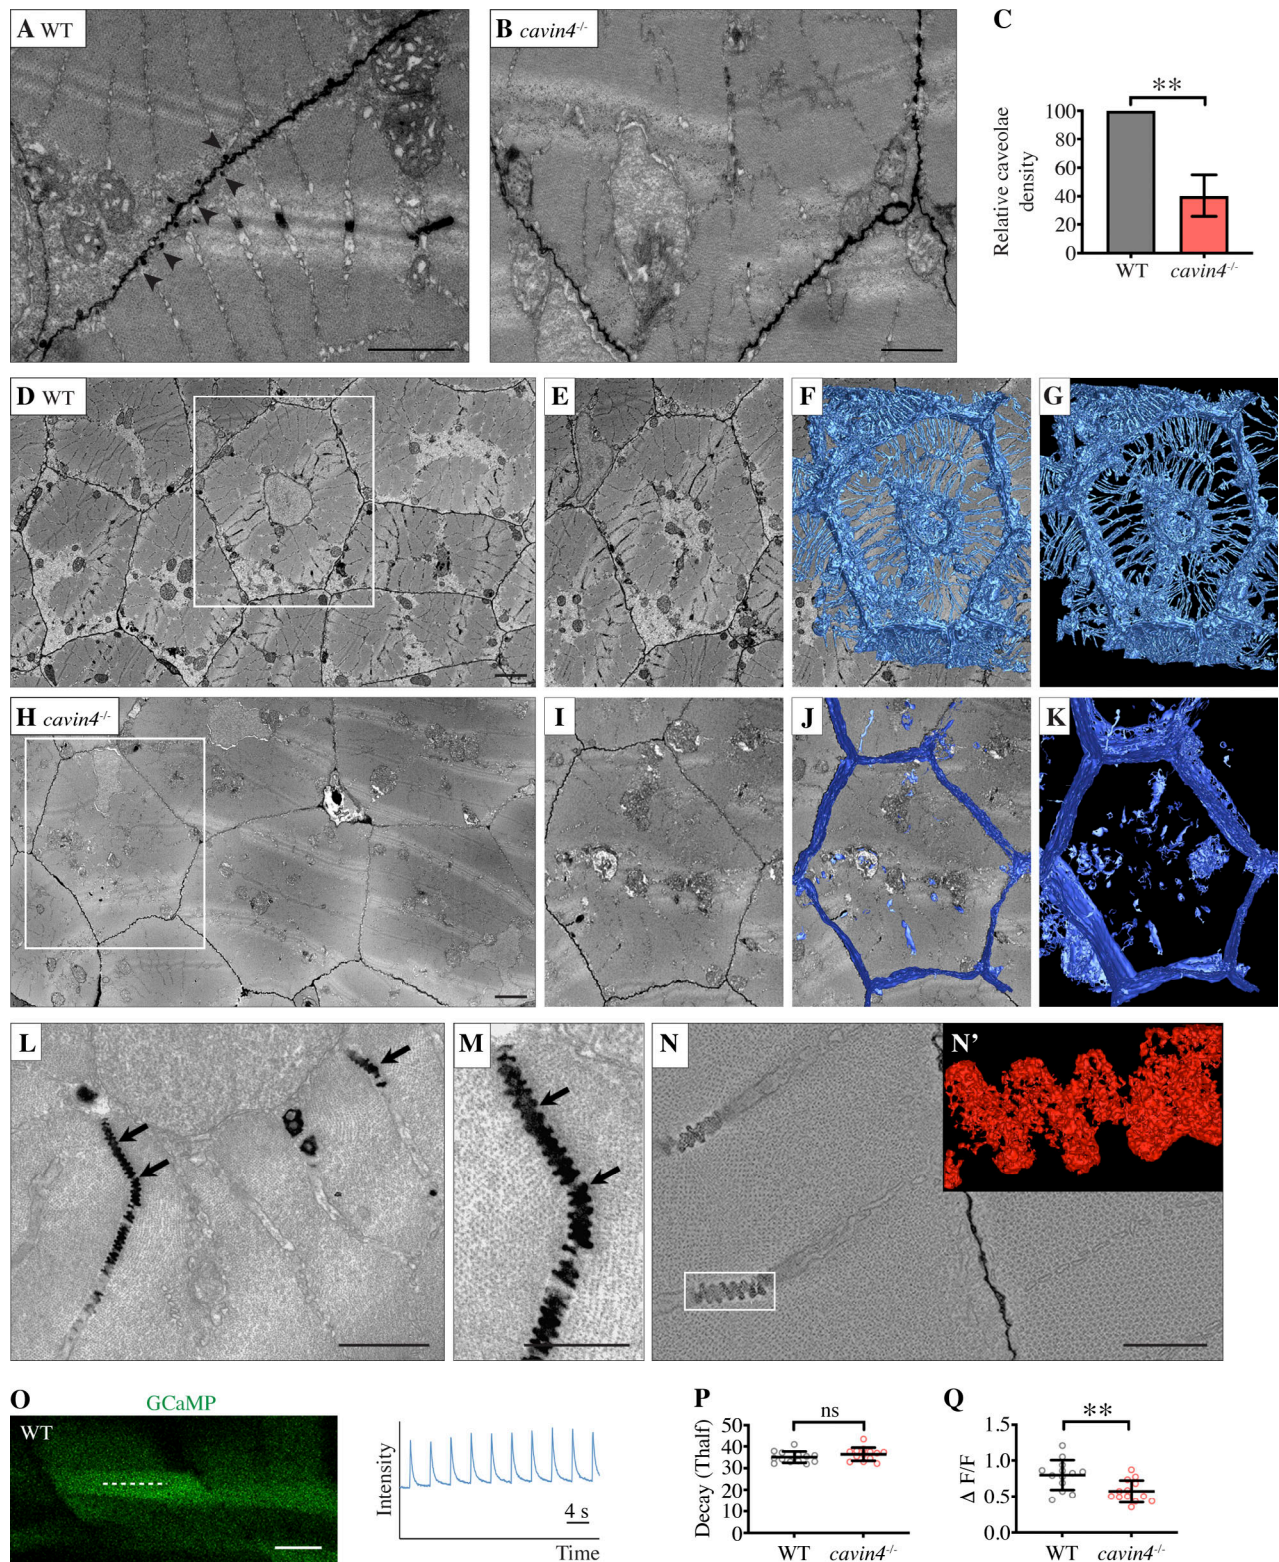 A WT
B cavin4-/-
C
**
Relative caveolae
density
100
80
60
40
20
0
WT
cavin4-/-
D WT
E
F
G
H cavin4-/-
I
J
K
L
M
N
N’
O
GCaMP
WT
Intensity
4 s
Time
P
ns
Decay (Thalf)
50
40
30
20
10
0
WT
cavin4-/-
Q
**
Δ F/F
1.5
1.0
0.5
0.0
WT
cavin4-/-